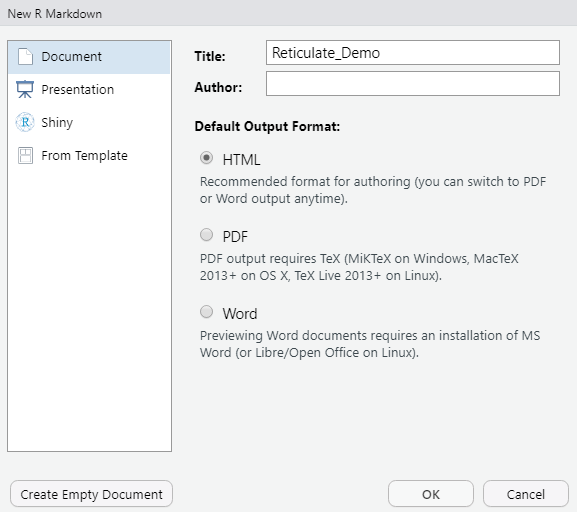 New R Markdown
Document
Presentation
R Shiny
From Template
Title: Reticulate_Demo
Author:
Default Output Format:
HTML
Recommended format for authoring (you can switch to PDF
or Word output anytime).
PDF
PDF output requires TeX (MiKTeX on Windows, MacTeX
2013+ on OS X, TeX Live 2013+ on Linux).
Word
Previewing Word documents requires an installation of MS
Word (or Libre/Open Office on Linux).
Create Empty Document OK Cancel